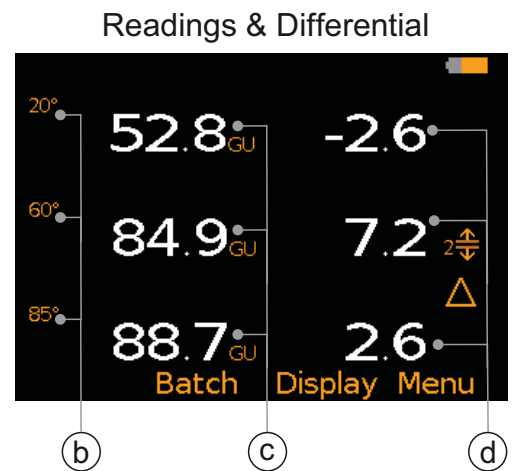 Readings & Differential
20°
52.8GU -2.6
60°
84.9GU 7.2 2
85°
88.7GU 2.6
Batch Display Menu
b c d